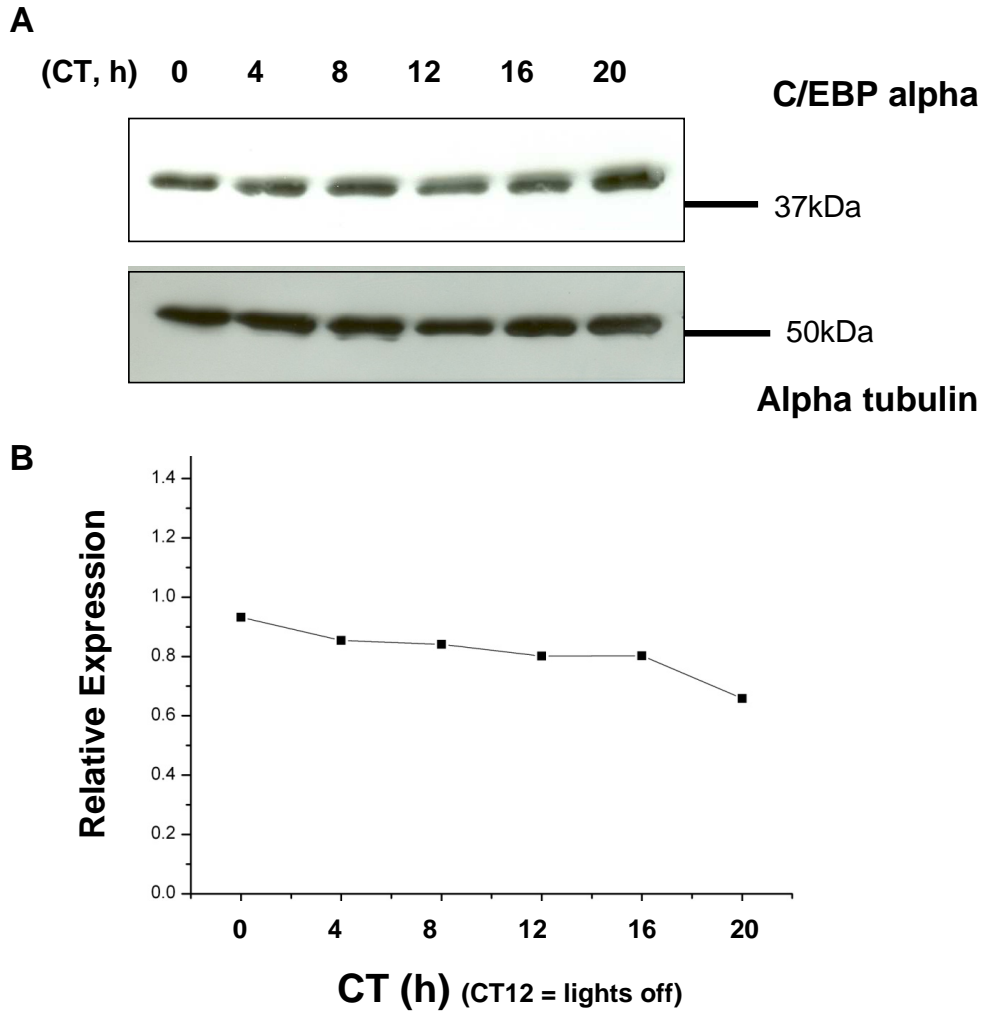 A
(CT, h) 0 4 8 12 16 20
C/EBP alpha
37kDa
50kDa
Alpha tubulin
B
1.4
1.2
1.0
0.8
0.6
0.4
0.2
0.0
Relative Expression
0 4 8 12 16 20
CT (h) (CT12 = lights off)